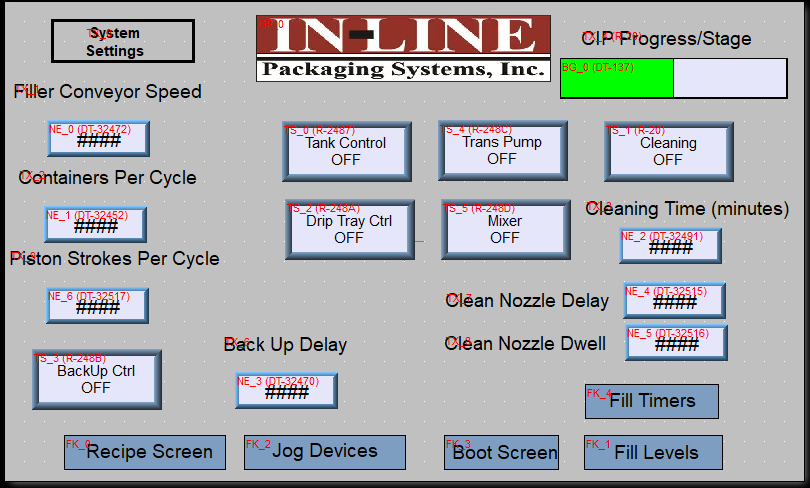 System
Settings
IN-LINE
Packaging Systems, Inc.
CIP Progress/Stage
BG_0 (DT-137)
Filler Conveyor Speed
NE_0 (DT-32472)
####
TS_0 (R-2487)
Tank Control
OFF
TS_4 (R-248C)
Trans Pump
OFF
TS_1 (R-20)
Cleaning
OFF
Containers Per Cycle
NE_1 (DT-32452)
####
TS_2 (R-248A)
Drip Tray Ctrl
OFF
TS_5 (R-248D)
Mixer
OFF
Cleaning Time (minutes)
NE_2 (DT-32491)
####
Piston Strokes Per Cycle
NE_6 (DT-32517)
####
Clean Nozzle Delay
NE_4 (DT-32515)
####
Back Up Delay
Clean Nozzle Dwell
NE_5 (DT-32516)
####
TS_3 (R-248B)
BackUp Ctrl
OFF
NE_3 (DT-32470)
####
FK_4
Fill Timers
FK_0
Recipe Screen
FK_2
Jog Devices
FK_3
Boot Screen
FK_1
Fill Levels